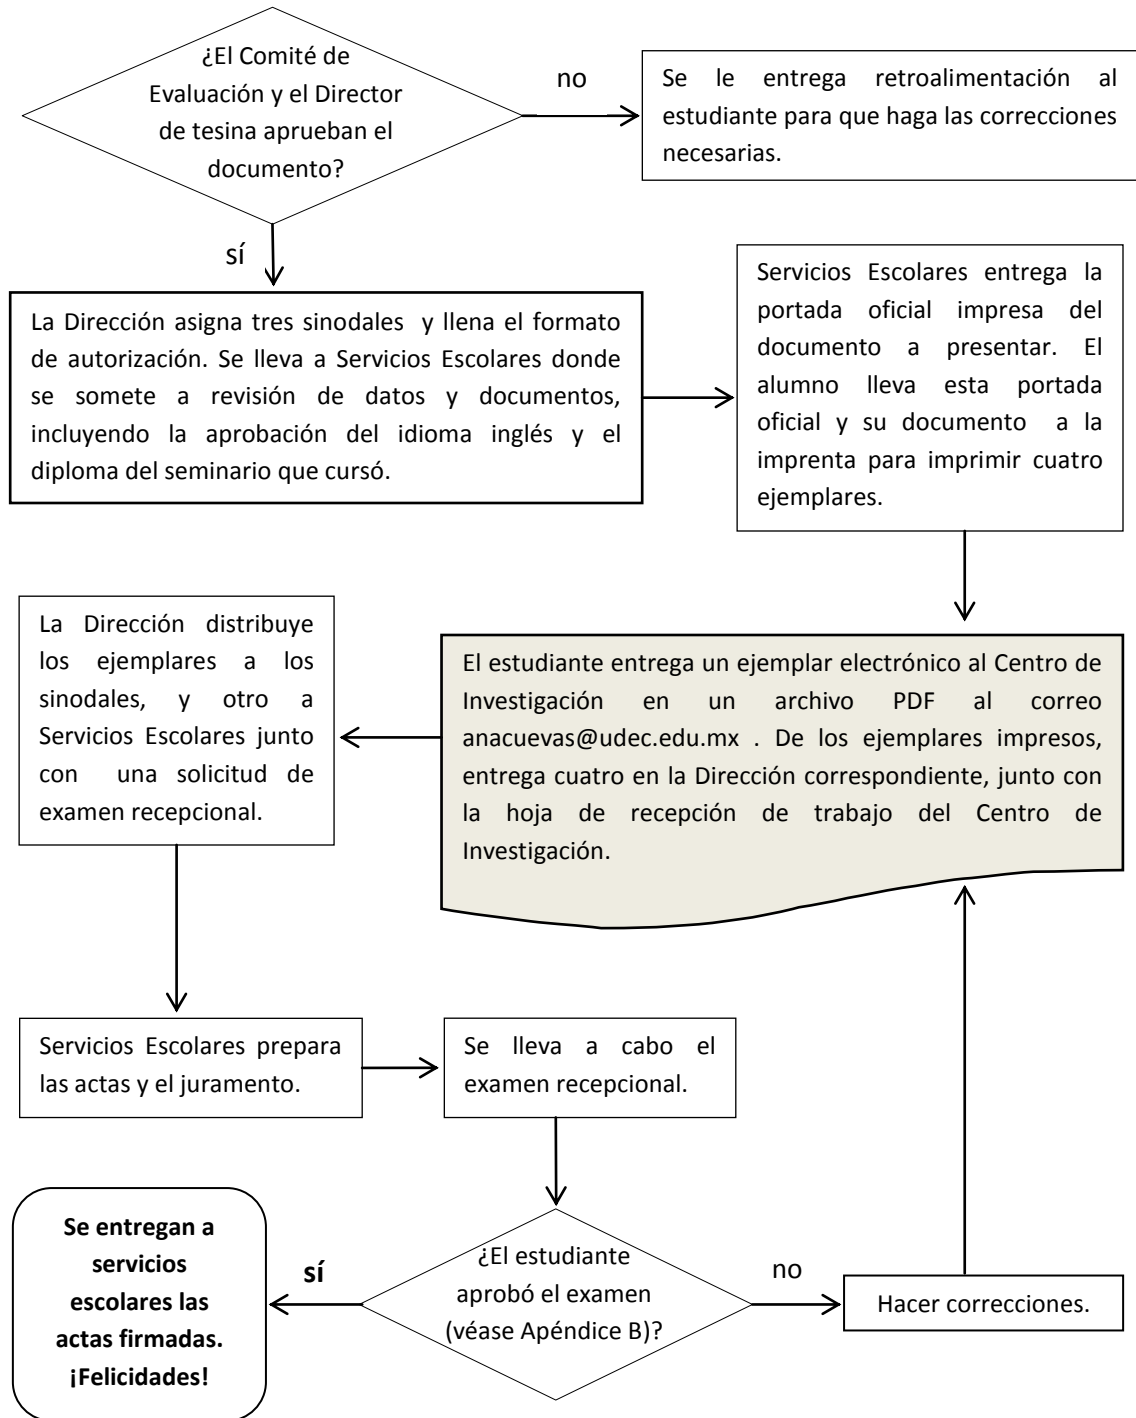 ¿El Comité de
Evaluación y el Director
de tesina aprueban el
documento?
no
Se le entrega retroalimentación al
estudiante para que haga las correcciones
necesarias.
sí
La Dirección asigna tres sinodales y llena el formato
de autorización. Se lleva a Servicios Escolares donde
se somete a revisión de datos y documentos,
incluyendo la aprobación del idioma inglés y el
diploma del seminario que cursó.
Servicios Escolares entrega la
portada oficial impresa del
documento a presentar. El
alumno lleva esta portada
oficial y su documento a la
imprenta para imprimir cuatro
ejemplares.
El estudiante entrega un ejemplar electrónico al Centro de
Investigación en un archivo PDF al correo
anacuevas@udec.edu.mx . De los ejemplares impresos,
entrega cuatro en la Dirección correspondiente, junto con
la hoja de recepción de trabajo del Centro de
Investigación.
La Dirección distribuye
los ejemplares a los
sinodales, y otro a
Servicios Escolares junto
con una solicitud de
examen recepcional.
Servicios Escolares prepara
las actas y el juramento.
Se lleva a cabo el
examen recepcional.
¿El estudiante
aprobó el examen
(véase Apéndice B)?
sí
Se entregan a
servicios
escolares las
actas firmadas.
¡Felicidades!
no
Hacer correcciones.